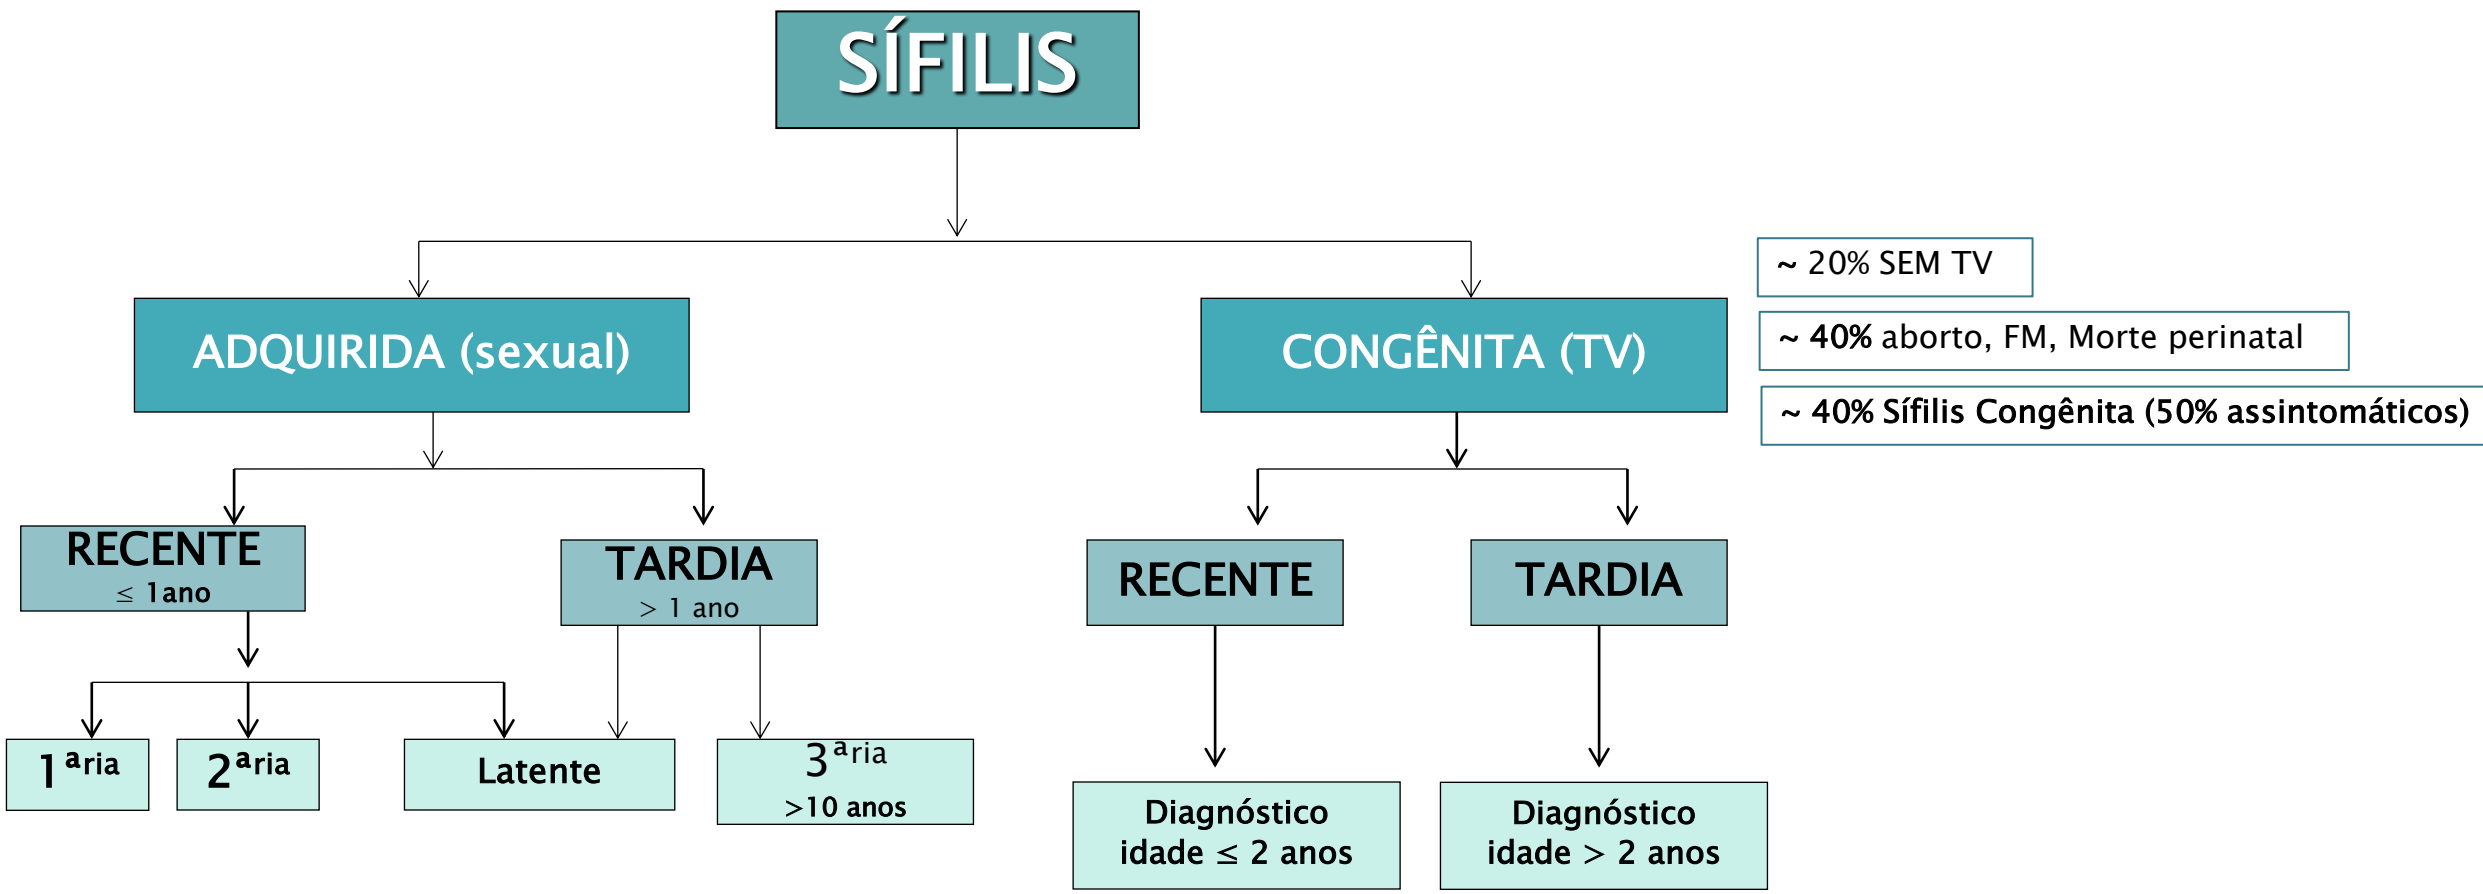 SÍFILIS
~ 20% SEM TV
ADQUIRIDA (sexual)
CONGÊNITA (TV)
~ 40% aborto, FM, Morte perinatal
~ 40% Sífilis Congênita (50% assintomáticos)
RECENTE
≤ 1ano
TARDIA
> 1 ano
RECENTE
TARDIA
1ªria
2ªria
Latente
3ªria
>10 anos
Diagnóstico
idade ≤ 2 anos
Diagnóstico
idade > 2 anos